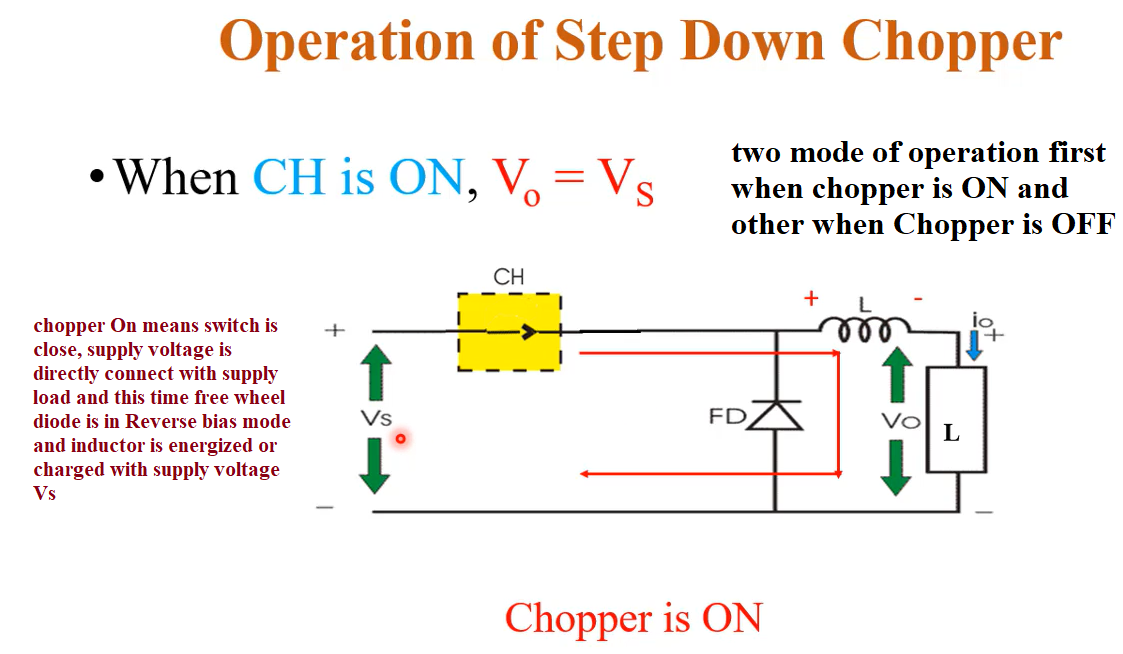 Operation of Step Down Chopper
• When CH is ON, Vo = VS
two mode of operation first
when chopper is ON and
other when Chopper is OFF
chopper On means switch is
close, supply voltage is
directly connect with supply
load and this time free wheel
diode is in Reverse bias mode
and inductor is energized or
charged with supply voltage
Vs
CH
+
+ L -
io
+
Vs
FD
Vo
L
—
—
Chopper is ON